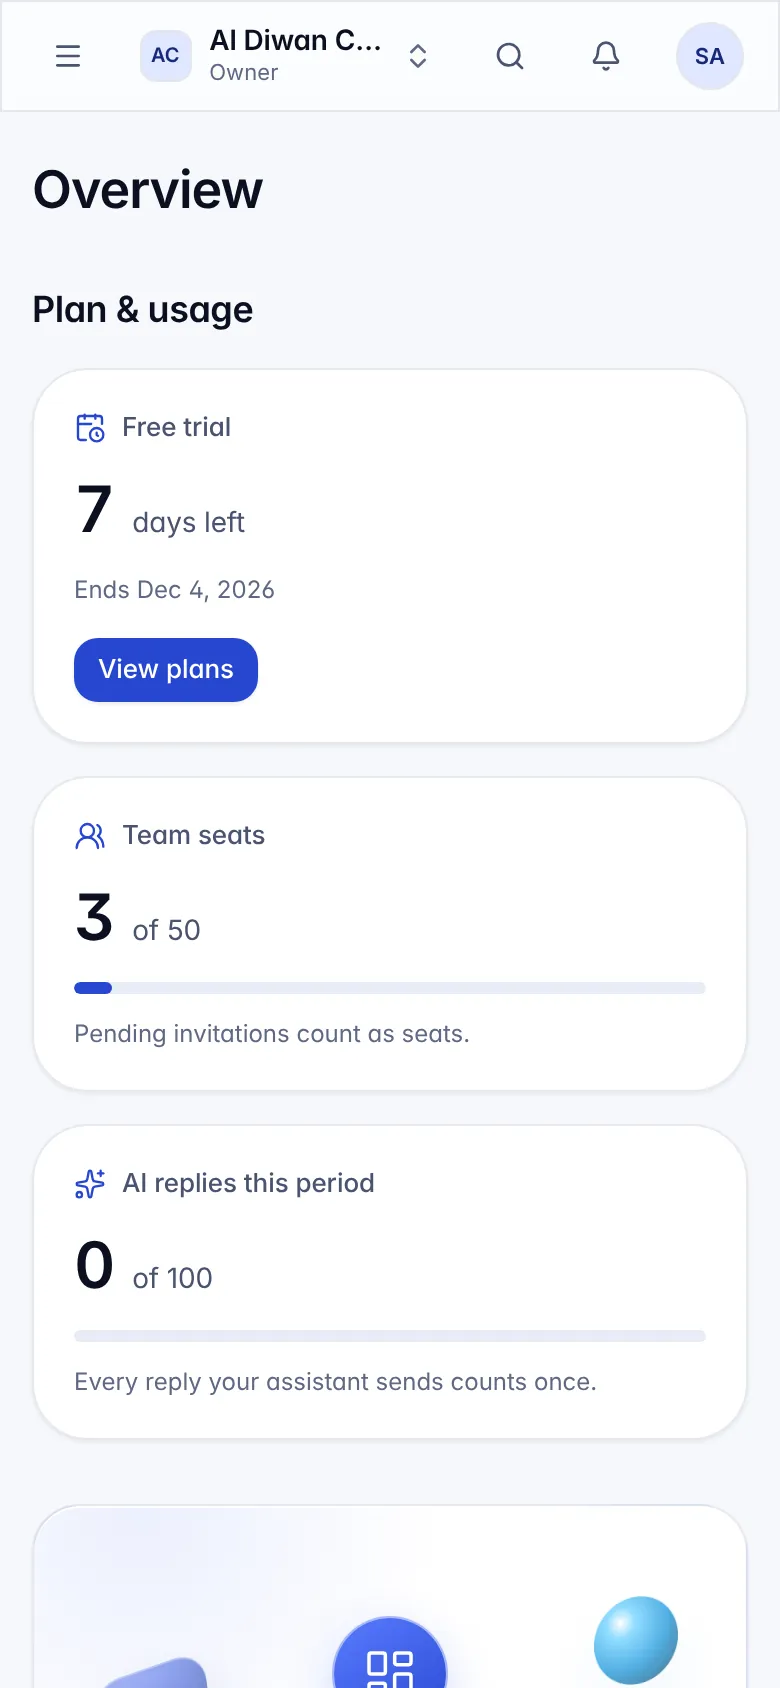 AC
Al Diwan C...
Owner
SA
Overview
Plan & usage
Free trial
7 days left
Ends Dec 4, 2026
View plans
Team seats
3 of 50
Pending invitations count as seats.
AI replies this period
0 of 100
Every reply your assistant sends counts once.